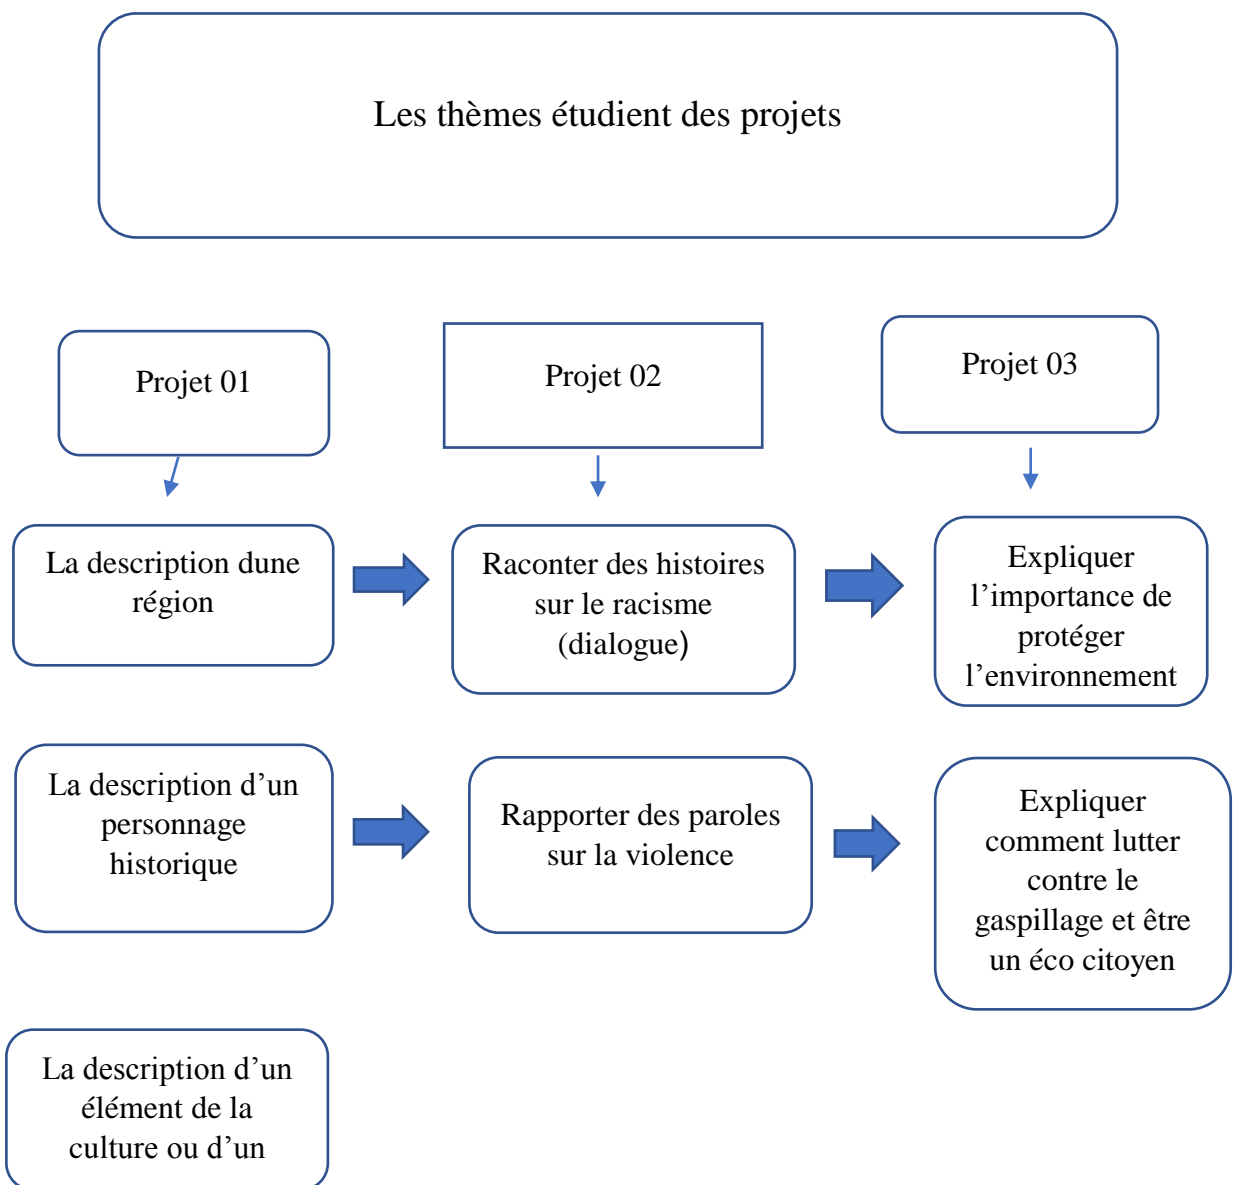 Les thèmes étudient des projets
Projet 01
Projet 02
Projet 03
La description dune
région
Raconter des histoires
sur le racisme
(dialogue)
Expliquer
l’importance de
protéger
l’environnement
La description d’un
personnage
historique
Rapporter des paroles
sur la violence
Expliquer
comment lutter
contre le
gaspillage et être
un éco citoyen
La description d’un
élément de la
culture ou d’un